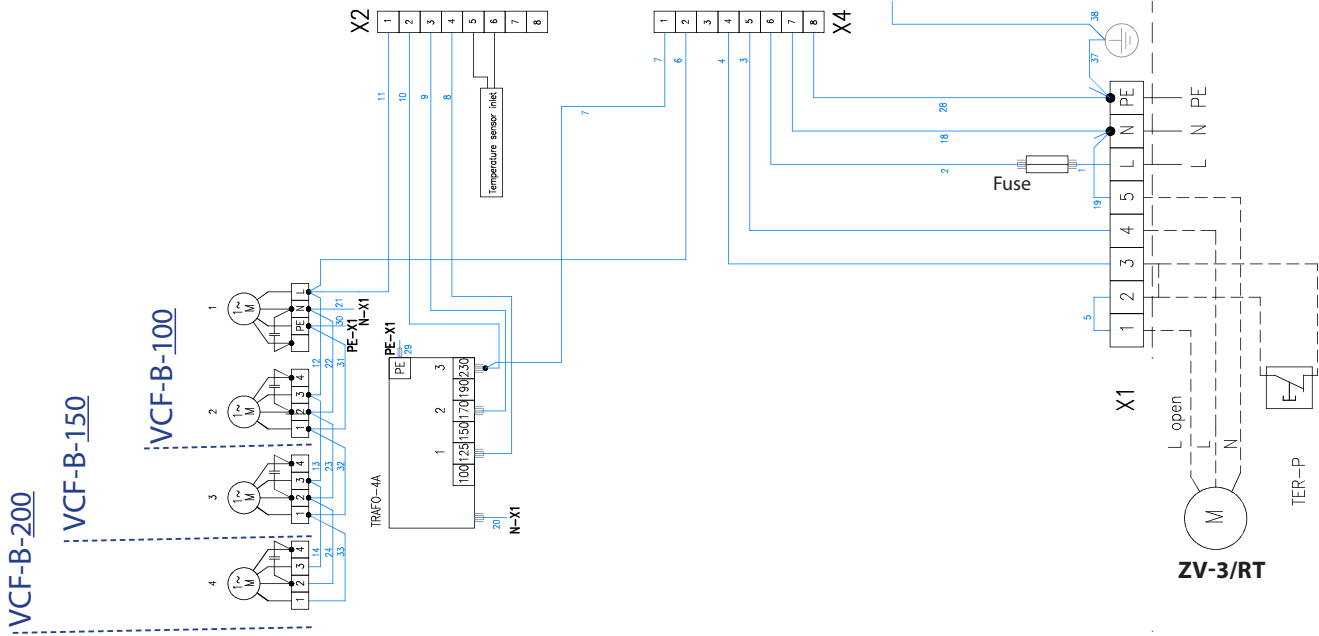 VCF-B-200
VCF-B-150
VCF-B-100
X2
1 2 3 4 5 6 7 8
11
10
9
8
Temperature sensor inlet
X4
1 2 3 4 5 6 7 8
7
6
4
3
7
2
18
28
38
37
Fuse
1
19
5
X1
1 2 3 4 5 L N PE
L
N
PE
L open
L
N
M
ZV-3/RT
TER-P
1
1~
M
PE N L
21
N-X1
30
PE-X1
12
22
31
2
1~
M
1 2 3 4
13
23
32
3
1~
M
1 2 3 4
14
24
33
4
1~
M
1 2 3 4
TRAFO-4A
PE
PE-X1
29
1 2 3
100 125 150 170 190 230
20
N-X1